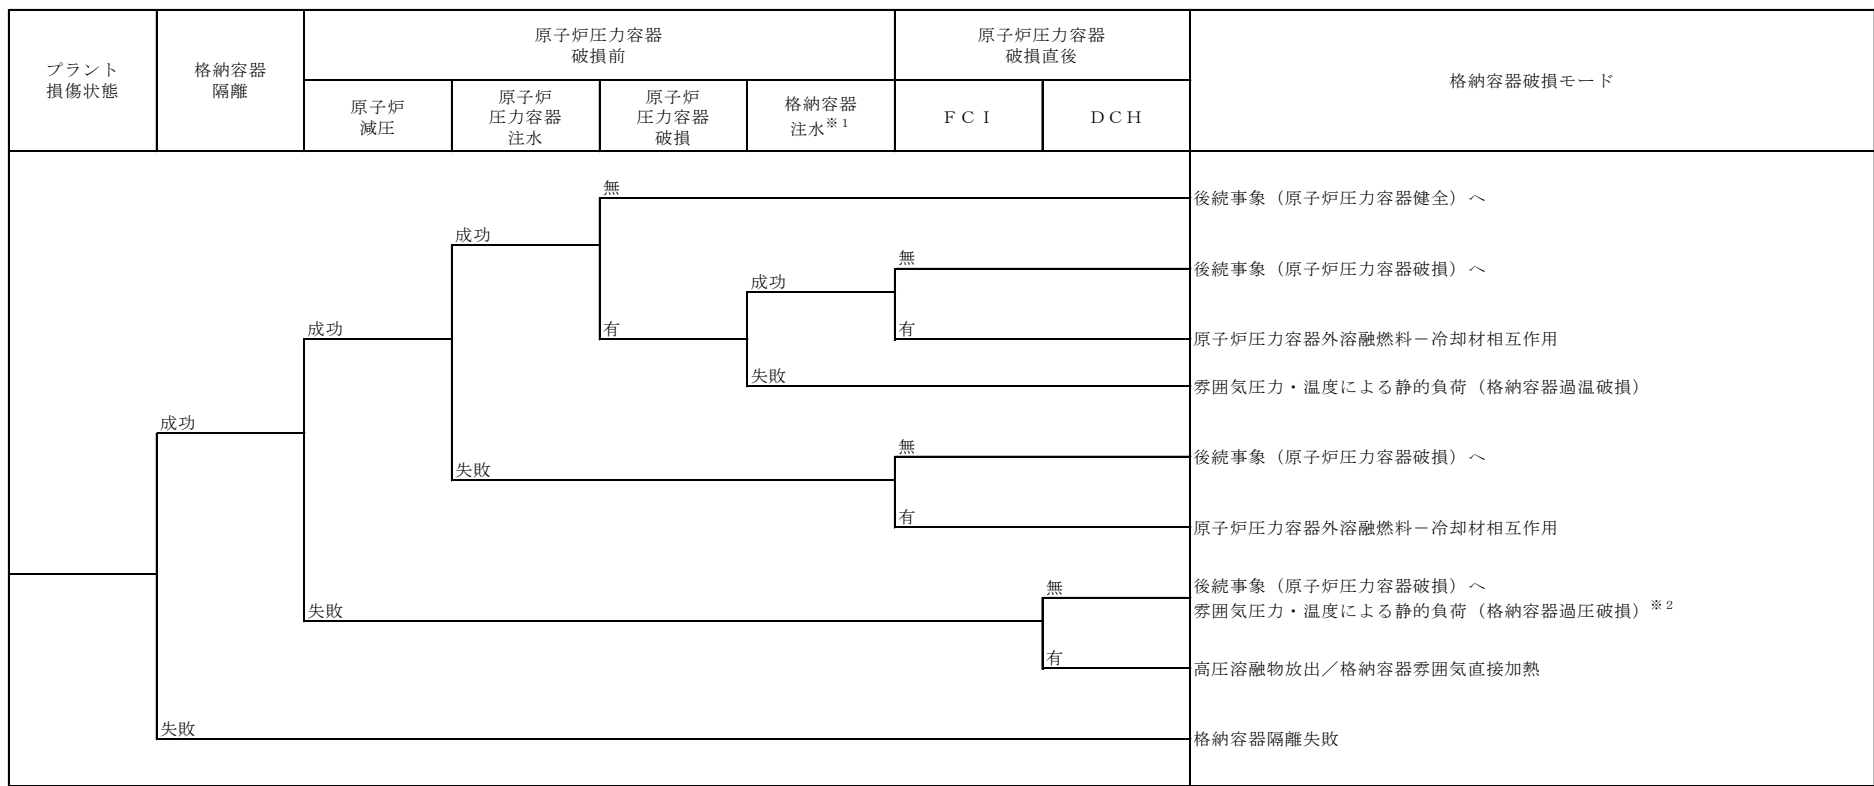 プラント
損傷状態
格納容器
隔離
原子炉圧力容器
破損前
原子炉圧力容器
破損直後
格納容器破損モード
原子炉
減圧
原子炉
圧力容器
注水
原子炉
圧力容器
破損
格納容器
注水※1
FCI
DCH
無
後続事象（原子炉圧力容器健全）へ
成功
無
後続事象（原子炉圧力容器破損）へ
成功
成功
有
有
原子炉圧力容器外溶融燃料－冷却材相互作用
失敗
雰囲気圧力・温度による静的負荷（格納容器過温破損）
成功
無
後続事象（原子炉圧力容器破損）へ
失敗
有
原子炉圧力容器外溶融燃料－冷却材相互作用
無
後続事象（原子炉圧力容器破損）へ
失敗
雰囲気圧力・温度による静的負荷（格納容器過圧破損）※2
有
高圧溶融物放出／格納容器雰囲気直接加熱
失敗
格納容器隔離失敗